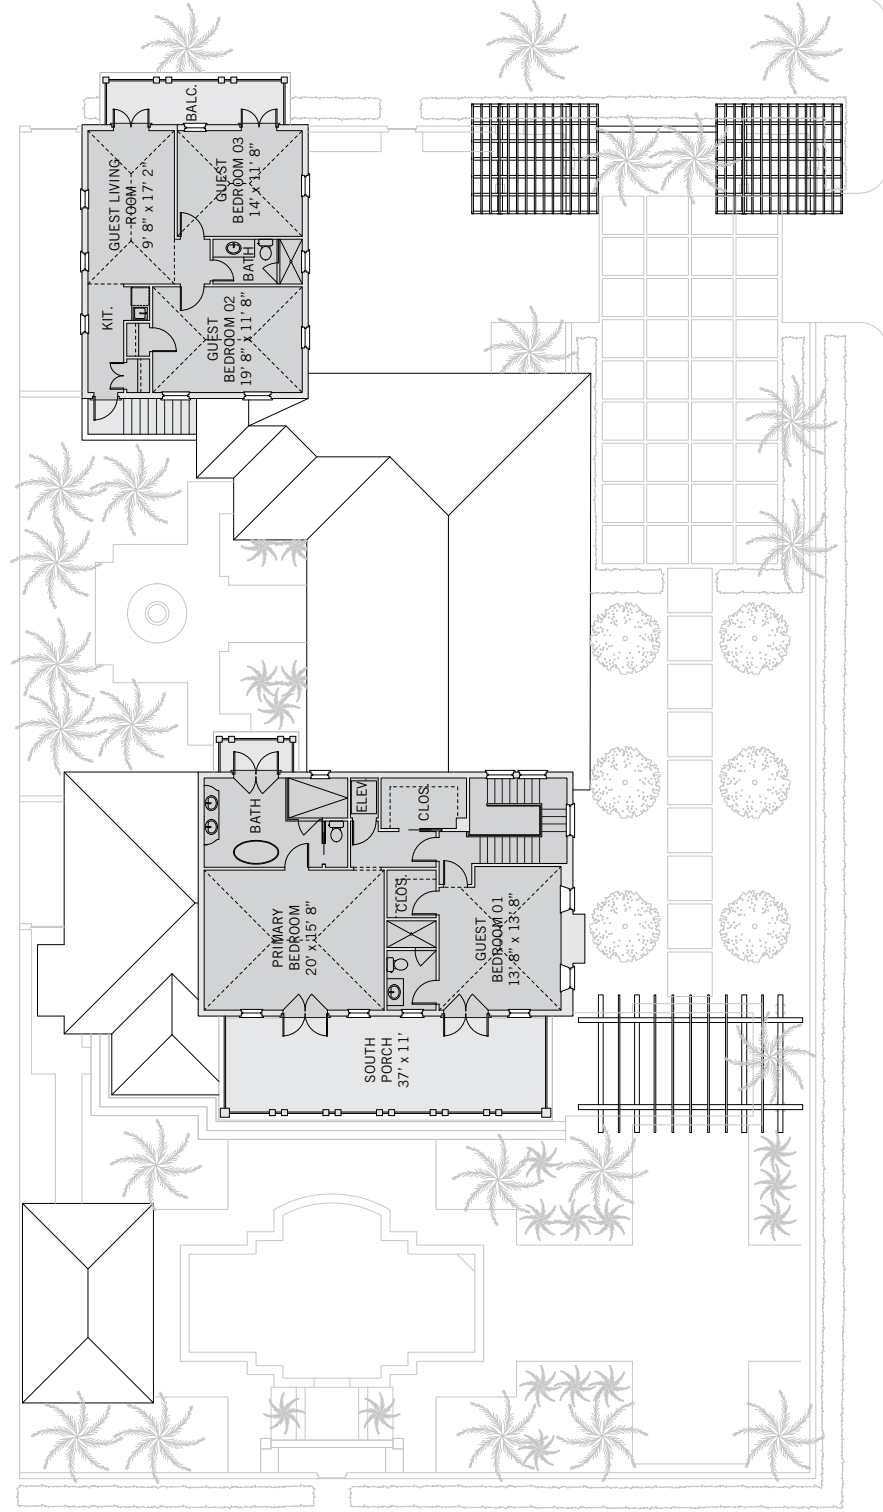 BALC.
GUEST LIVING
ROOM
9' 8" x 17' 2"
GUEST
BEDROOM 03
14' x 11' 8"
BATH
KIT.
GUEST
BEDROOM 02
19' 8" x 11' 8"
BATH
ELEV.
CLOS.
CLOS.
PRIMARY
BEDROOM
20' x 15' 8"
GUEST
BEDROOM 01
13' 8" x 13' 8"
SOUTH
PORCH
37' x 11'